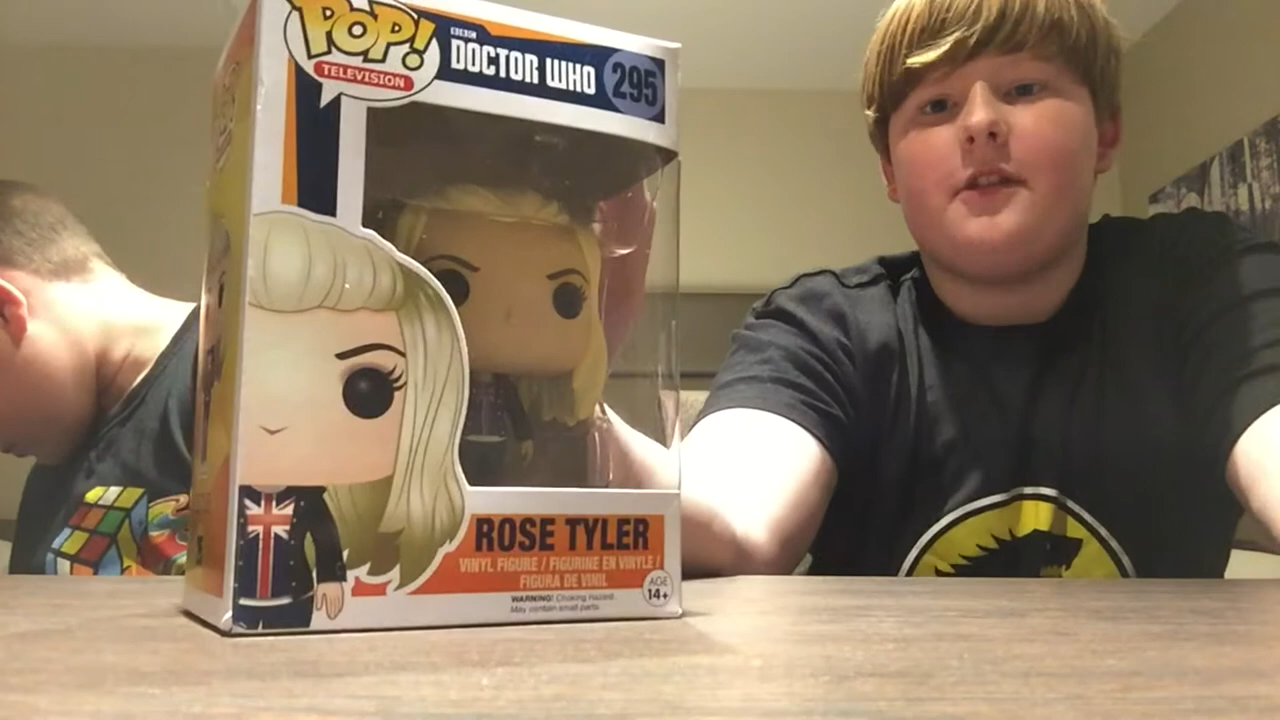 POP!
TELEVISION
BBC
DOCTOR WHO
295
ROSE TYLER
VINYL FIGURE / FIGURINE EN VINYLE /
FIGURA DE VINIL
WARNING! Choking Hazard.
May contain small parts.
AGE
14+